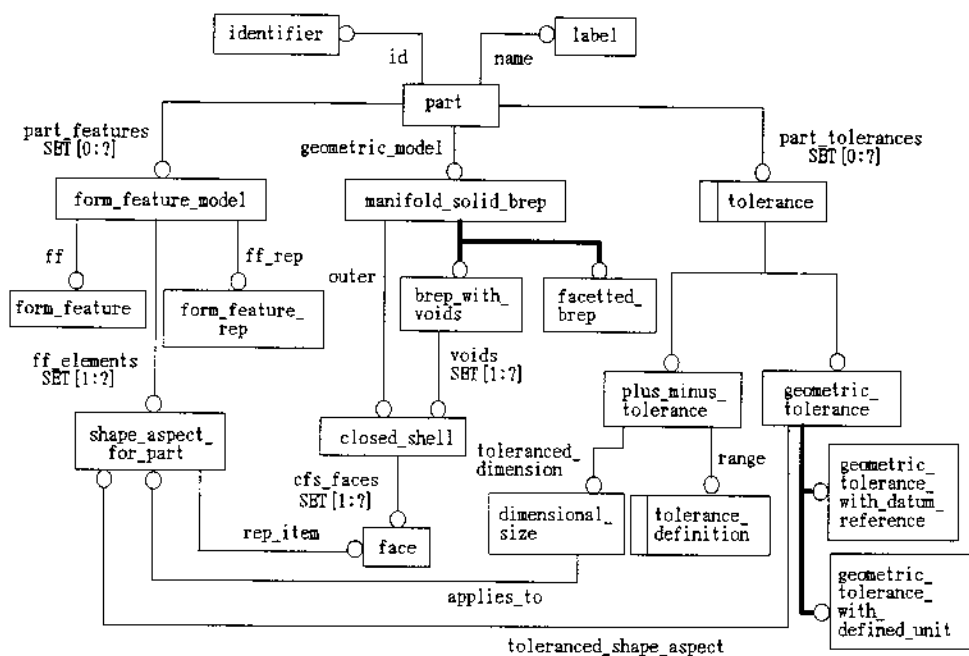 identifier
label
id
name
part
part_features
SET [0:?]
geometric_model
part_tolerances
SET [0:?]
form_feature_model
manifold_solid_brep
tolerance
ff
ff_rep
outer
form_feature
form_feature_
rep
brep_with_
voids
facetted_
brep
ff_elements
SET [1:?]
voids
SET [1:?]
plus_minus_
tolerance
geometric_
tolerance
shape_aspect_
for_part
closed_shell
toleranced_
dimension
range
cfs_faces
SET [1:?]
geometric_
tolerance_
with_datum_
reference
dimensional_
size
tolerance_
definition
rep_item
face
applies_to
geometric_
tolerance_
with_
defined_unit
toleranced_shape_aspect